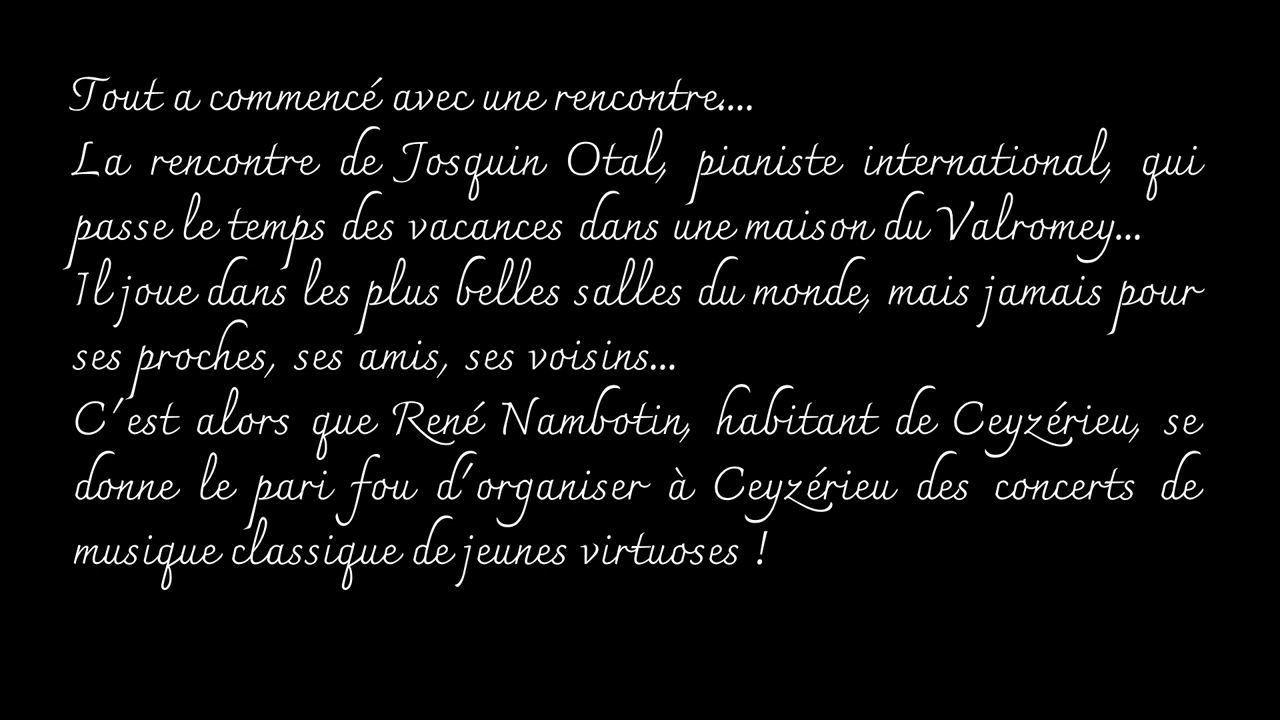 Tout a commencé avec une rencontre....
La rencontre de Josquin Otal, pianiste international, qui
passe le temps des vacances dans une maison du Valromey...
Il joue dans les plus belles salles du monde, mais jamais pour
ses proches, ses amis, ses voisins...
C'est alors que René Nambotin, habitant de Ceyzérieu, se
donne le pari fou d'organiser à Ceyzérieu des concerts de
musique classique de jeunes virtuoses !